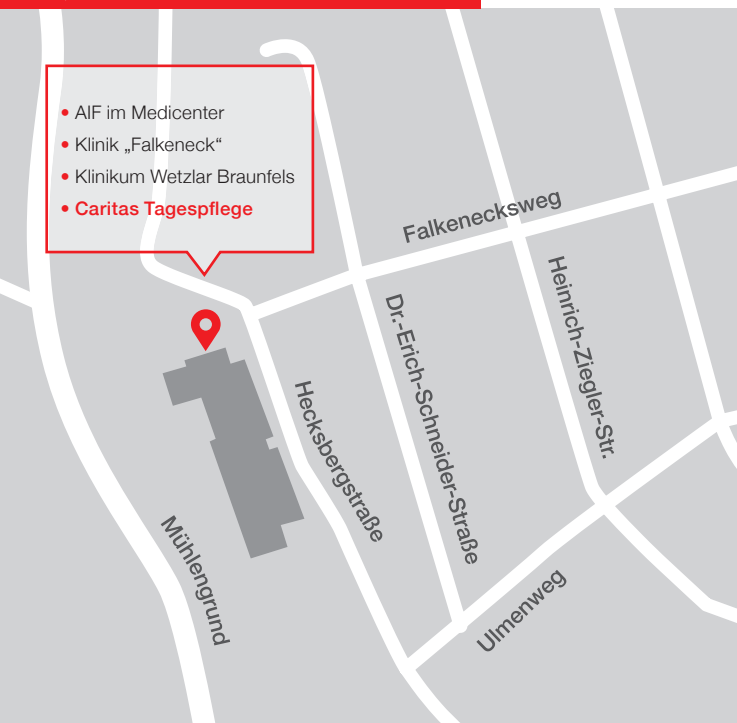 • AIF im Medicenter
• Klinik „Falkeneck“
• Klinikum Wetzlar Braunfels
• Caritas Tagespflege
Falkenecksweg
Heinrich-Ziegler-Str.
Dr.-Erich-Schneider-Straße
Hecksbergstraße
Mühlengrund
Ulmenweg